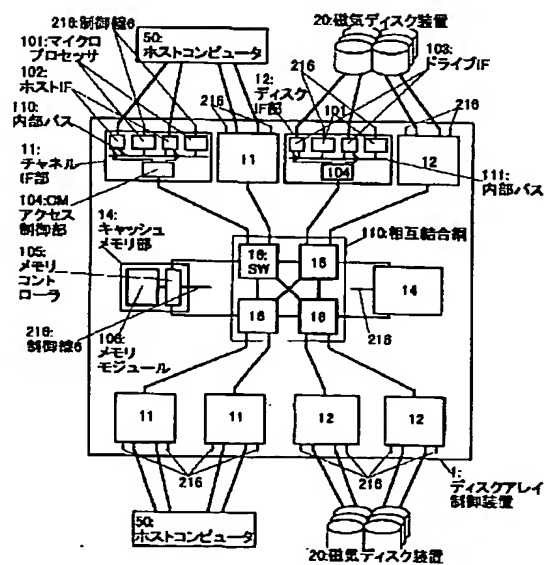 216:制御線6
101:マイクロ
プロセッサ
102:
ホストIF
110:
内部バス
11:
チャネル
IF部
104:CM
アクセス
制御部
50:
ホストコンピュータ
20:磁気ディスク装置
103:
ドライブIF
12:
ディスク
IF部
216
216
101
216
216
11
104
12
111:
内部バス
14:
キャッシュ
メモリ部
105:
メモリ
コント
ローラ
216:
制御線6
106:
メモリ
モジュール
110:相互結合網
16:
SW
16
16
16
14
216
11
11
12
12
216
216
216
216
1:
ディスクアレイ
制御装置
50:
ホストコンピュータ
20:磁気ディスク装置